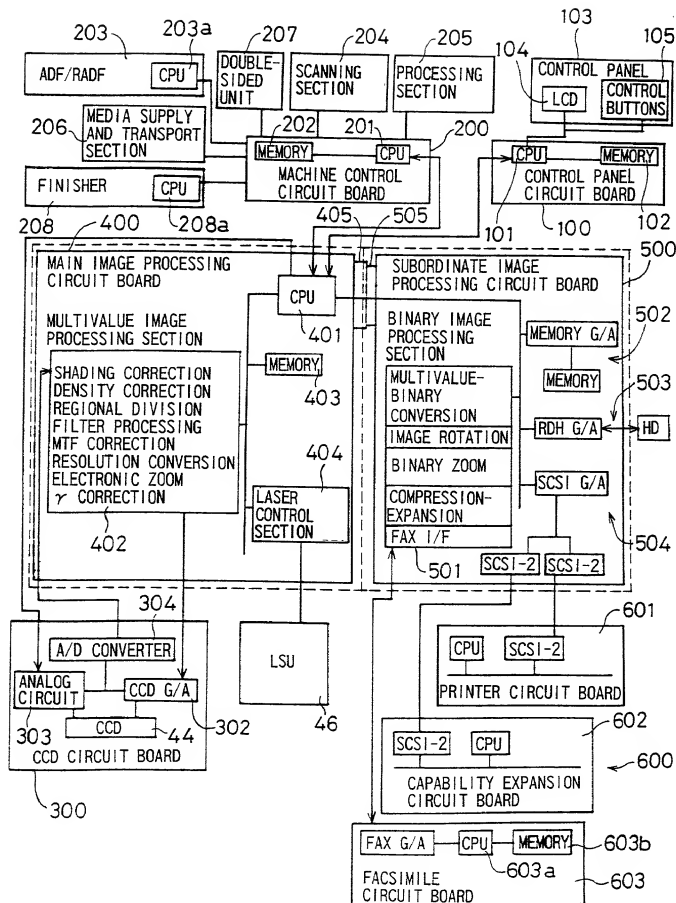 203
203a
ADF/RADF
CPU
207
DOUBLE-
SIDED
UNIT
204
SCANNING
SECTION
205
PROCESSING
SECTION
103
104
105
CONTROL PANEL
LCD
CONTROL
BUTTONS
MEDIA SUPPLY
AND TRANSPORT
SECTION
206
202
201
200
MEMORY
CPU
MACHINE CONTROL
CIRCUIT BOARD
CPU
MEMORY
CONTROL PANEL
CIRCUIT BOARD
101
100
102
FINISHER
CPU
208
208a
400
405
505
500
MAIN IMAGE PROCESSING
CIRCUIT BOARD
CPU
401
MULTIVALUE IMAGE
PROCESSING SECTION
SHADING CORRECTION
DENSITY CORRECTION
REGIONAL DIVISION
FILTER PROCESSING
MTF CORRECTION
RESOLUTION CONVERSION
ELECTRONIC ZOOM
γ CORRECTION
402
MEMORY
403
404
LASER
CONTROL
SECTION
SUBORDINATE IMAGE
PROCESSING CIRCUIT BOARD
BINARY IMAGE
PROCESSING
SECTION
MULTIVALUE-
BINARY
CONVERSION
IMAGE ROTATION
BINARY ZOOM
COMPRESSION-
EXPANSION
FAX I/F
501
MEMORY G/A
502
MEMORY
503
RDH G/A
HD
SCSI G/A
504
SCSI-2
SCSI-2
304
A/D CONVERTER
ANALOG
CIRCUIT
303
CCD G/A
302
CCD
44
CCD CIRCUIT BOARD
300
LSU
46
601
CPU
SCSI-2
PRINTER CIRCUIT BOARD
602
SCSI-2
CPU
CAPABILITY EXPANSION
CIRCUIT BOARD
600
FAX G/A
CPU
MEMORY
603a
603b
FACSIMILE
CIRCUIT BOARD
603